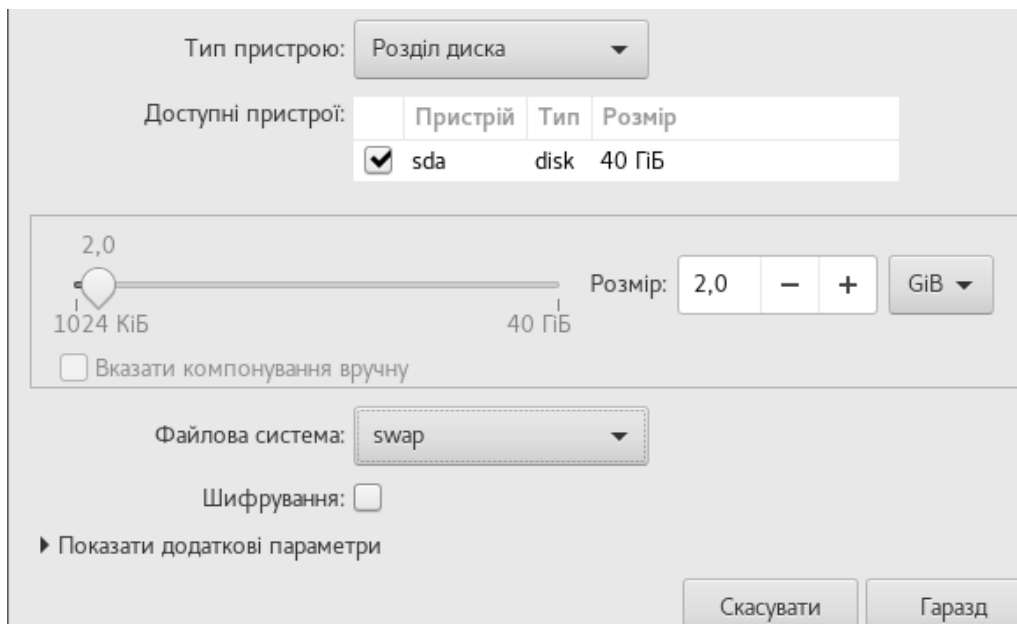 Тип пристрою: Розділ диска
Доступні пристрої: Пристрій Тип Розмір
sda disk 40 ГіБ
2,0
Розмір: 2,0 − + GiB
1024 КіБ 40 ГіБ
Вказати компонування вручну
Файлова система: swap
Шифрування:
Показати додаткові параметри
Скасувати Гаразд